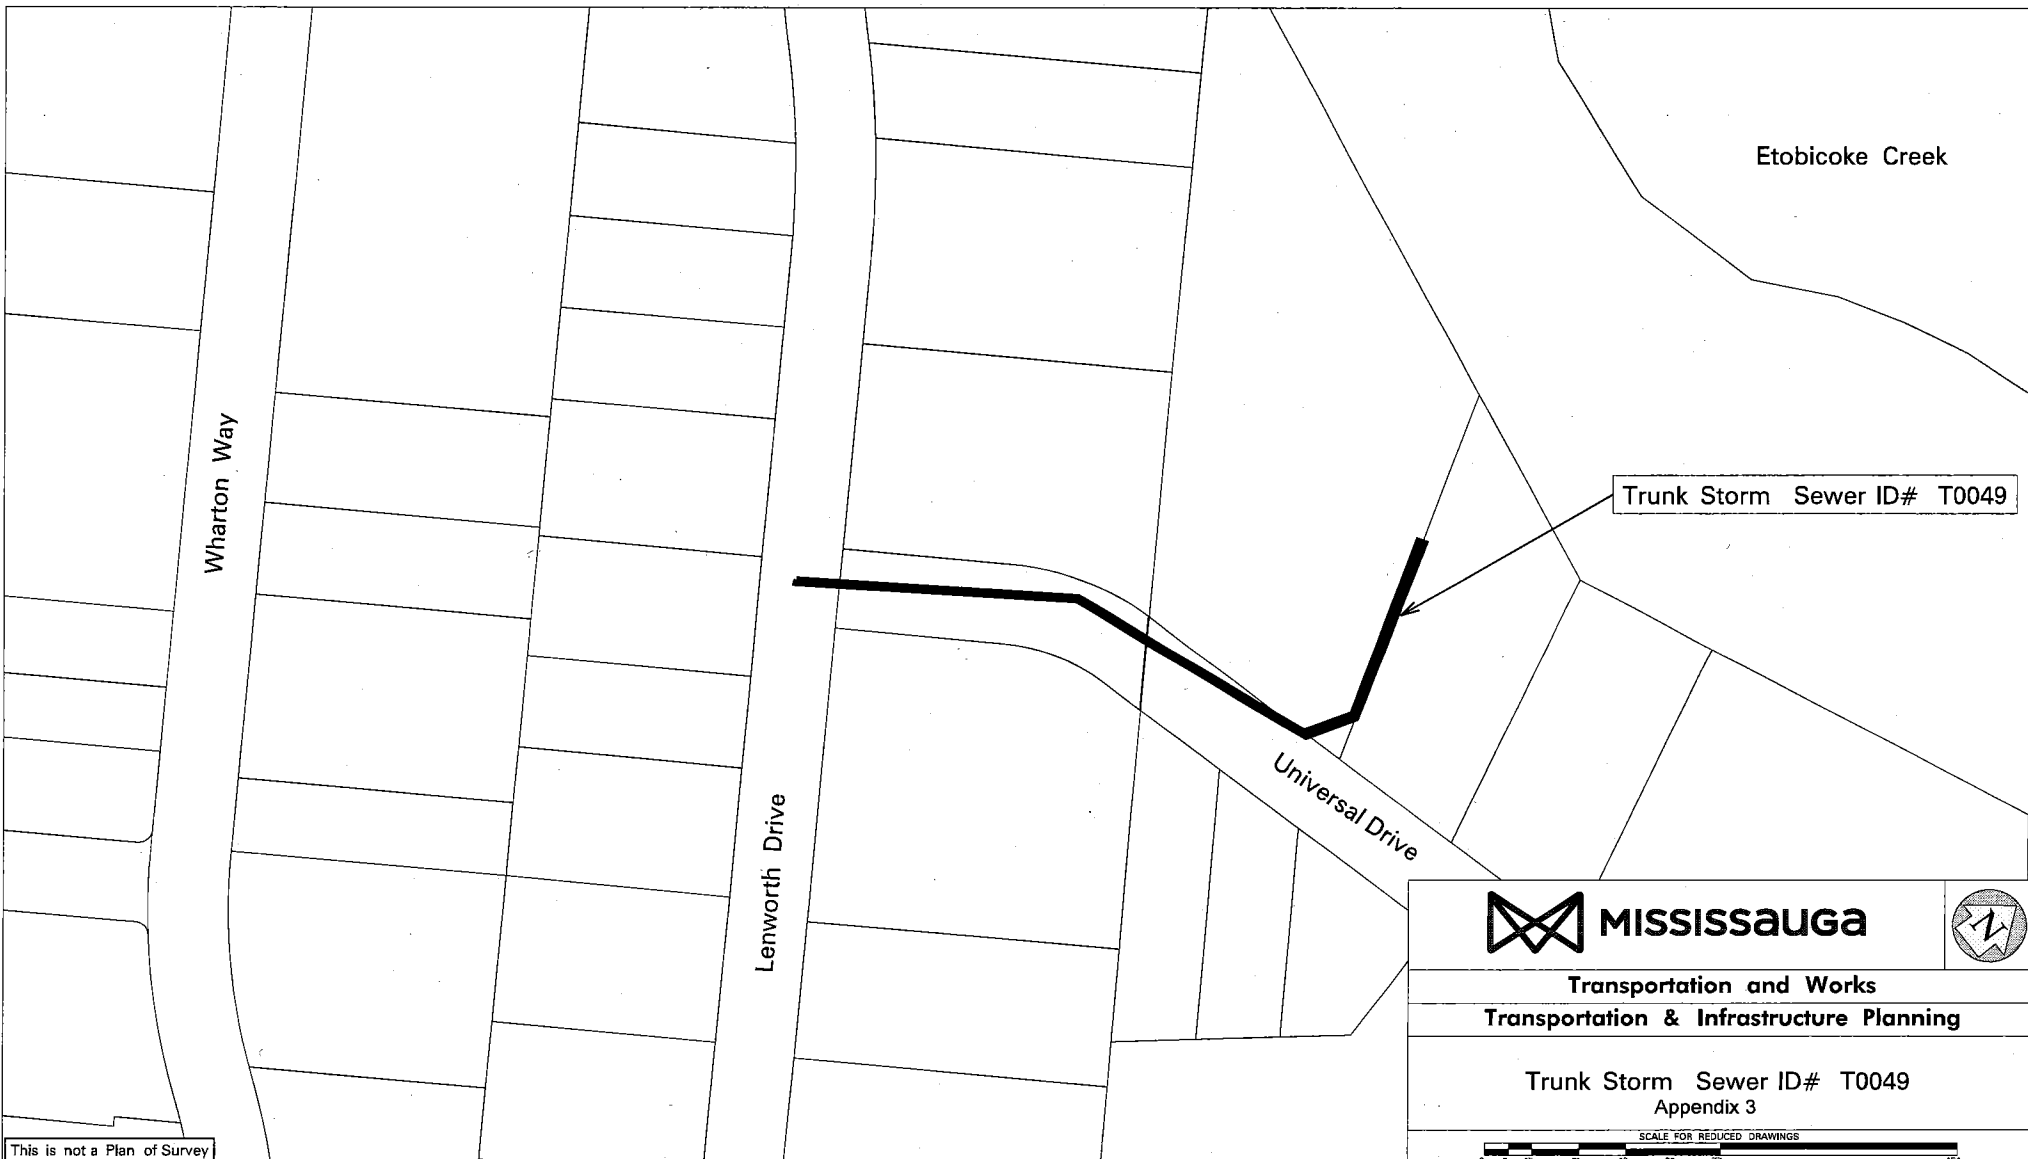 Etobicoke Creek
Trunk Storm Sewer ID# T0049
Wharton Way
Lenworth Drive
Universal Drive
MISSISSAUGA
N
Transportation and Works
Transportation & Infrastructure Planning
Trunk Storm Sewer ID# T0049
Appendix 3
SCALE FOR REDUCED DRAWINGS
This is not a Plan of Survey